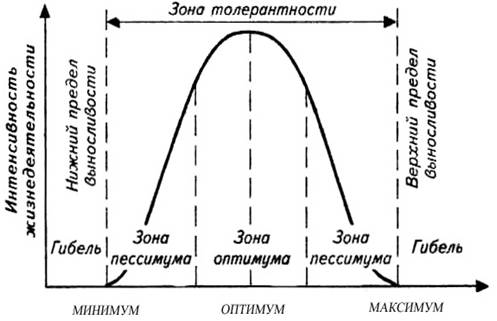 Зона толерантности
Интенсивность
жизнедеятельности
Нижний предел
выносливости
Верхний предел
выносливости
Гибель
Зона
пессимума
Зона
оптимума
Зона
пессимума
Гибель
МИНИМУМ
ОПТИМУМ
МАКСИМУМ